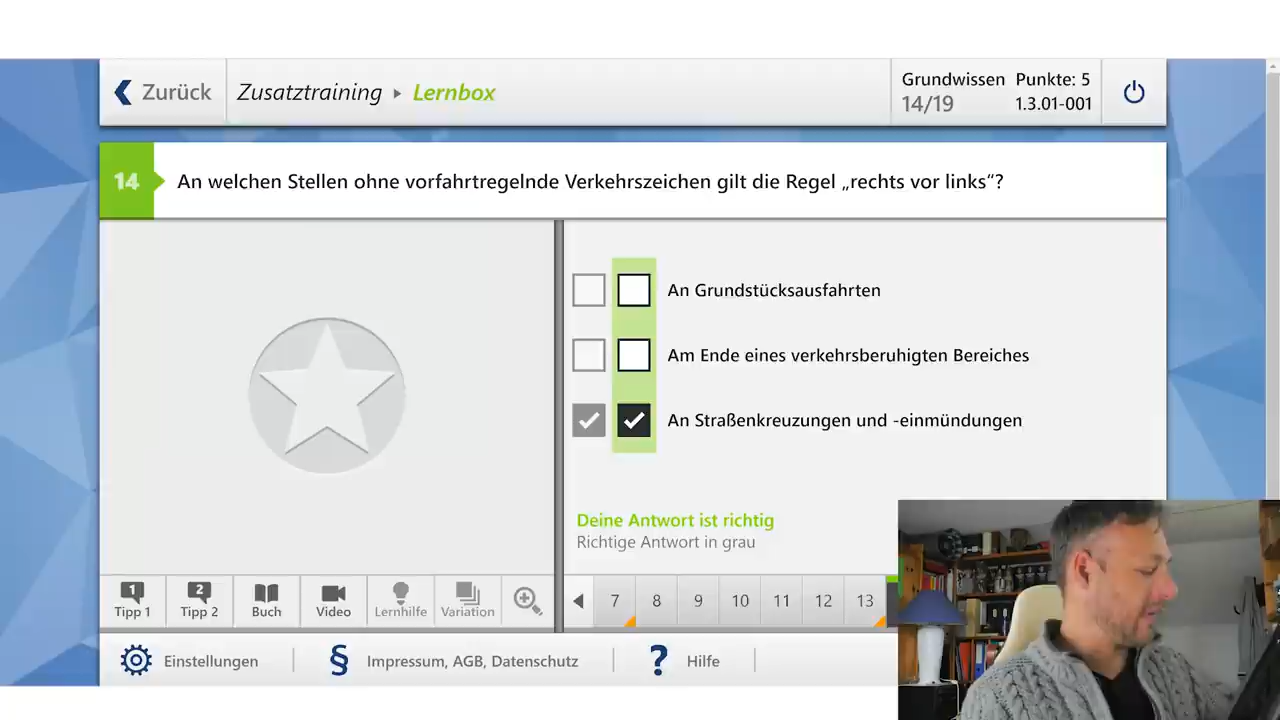 Zurück
Zusatztraining ▸ Lernbox
Grundwissen Punkte: 5
14/19 1.3.01-001
14
An welchen Stellen ohne vorfahrtregelnde Verkehrszeichen gilt die Regel „rechts vor links“?
An Grundstücksausfahrten
Am Ende eines verkehrsberuhigten Bereiches
An Straßenkreuzungen und -einmündungen
Deine Antwort ist richtig
Richtige Antwort in grau
1 2
Tipp 1 Tipp 2 Buch Video Lernhilfe Variation
7 8 9 10 11 12 13
Einstellungen § Impressum, AGB, Datenschutz ? Hilfe